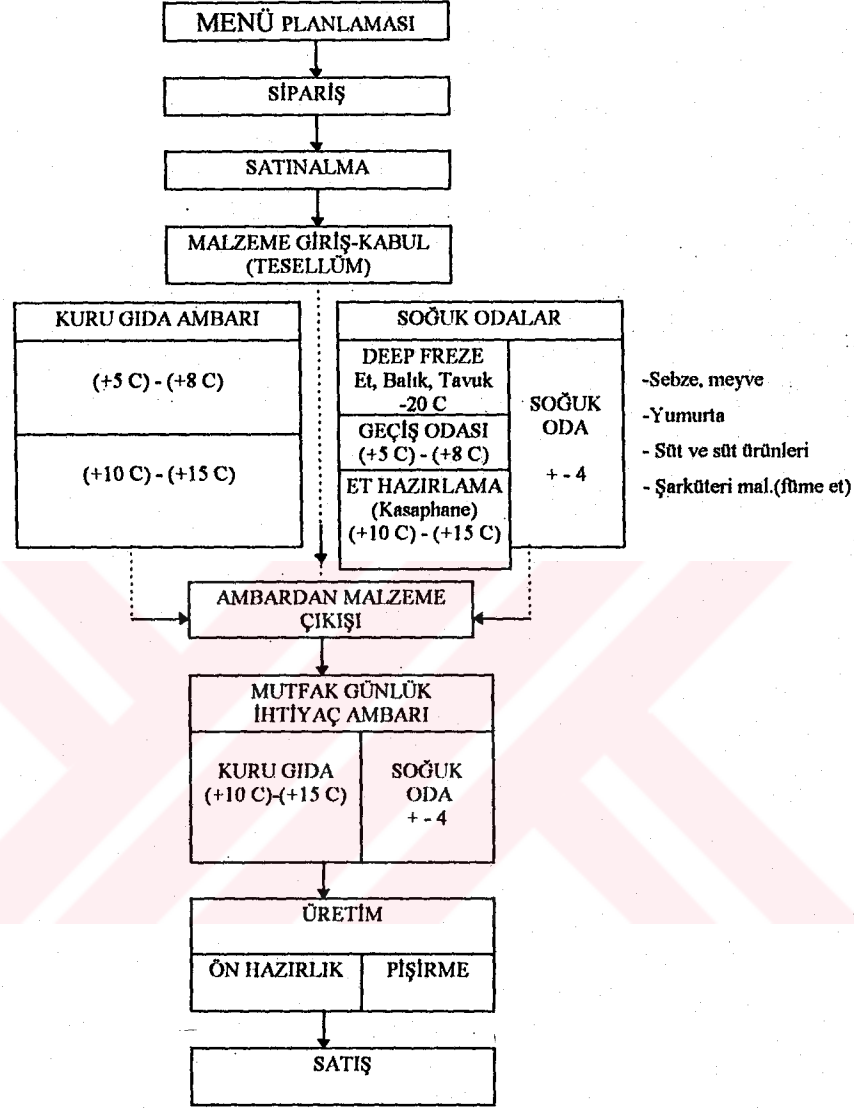 MENÜ PLANLAMASI
SİPARİŞ
SATINALMA
MALZEME GİRİŞ-KABUL
(TESELLÜM)
KURU GIDA AMBARI
(+5 C) - (+8 C)
(+10 C) - (+15 C)
SOĞUK ODALAR
DEEP FREZE
Et, Balık, Tavuk
-20 C
GEÇİŞ ODASI
(+5 C) - (+8 C)
ET HAZIRLAMA
(Kasaphane)
(+10 C) - (+15 C)
SOĞUK
ODA
+ - 4
-Sebze, meyve
-Yumurta
- Süt ve süt ürünleri
- Şarküteri mal.(füme et)
AMBARDAN MALZEME
ÇIKIŞI
MUTFAK GÜNLÜK
İHTİYAÇ AMBARI
KURU GIDA
(+10 C)-(+15 C)
SOĞUK
ODA
+ - 4
ÜRETİM
ÖN HAZIRLIK
PİŞİRME
SATIŞ